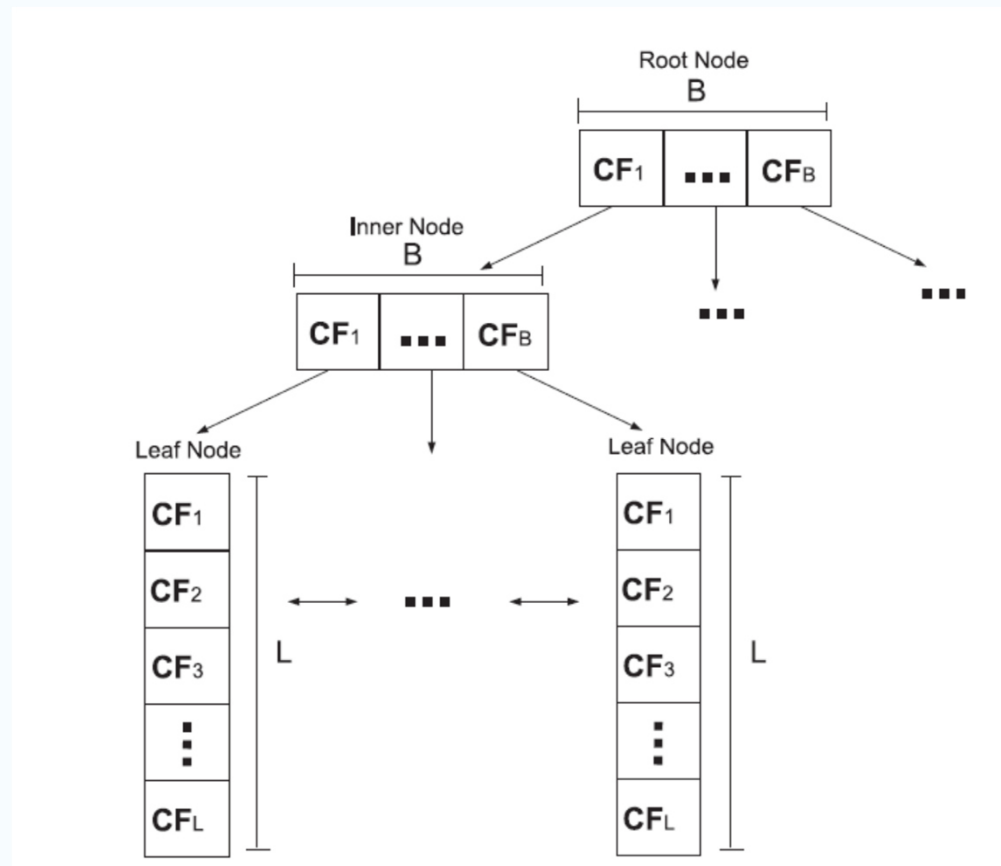 Root Node
B
CF1 ... CFB
Inner Node
B
CF1 ... CFB
...
...
Leaf Node
Leaf Node
CF1
CF1
CF2
...
CF2
CF3
L
CF3
L
⋮
⋮
CFL
CFL